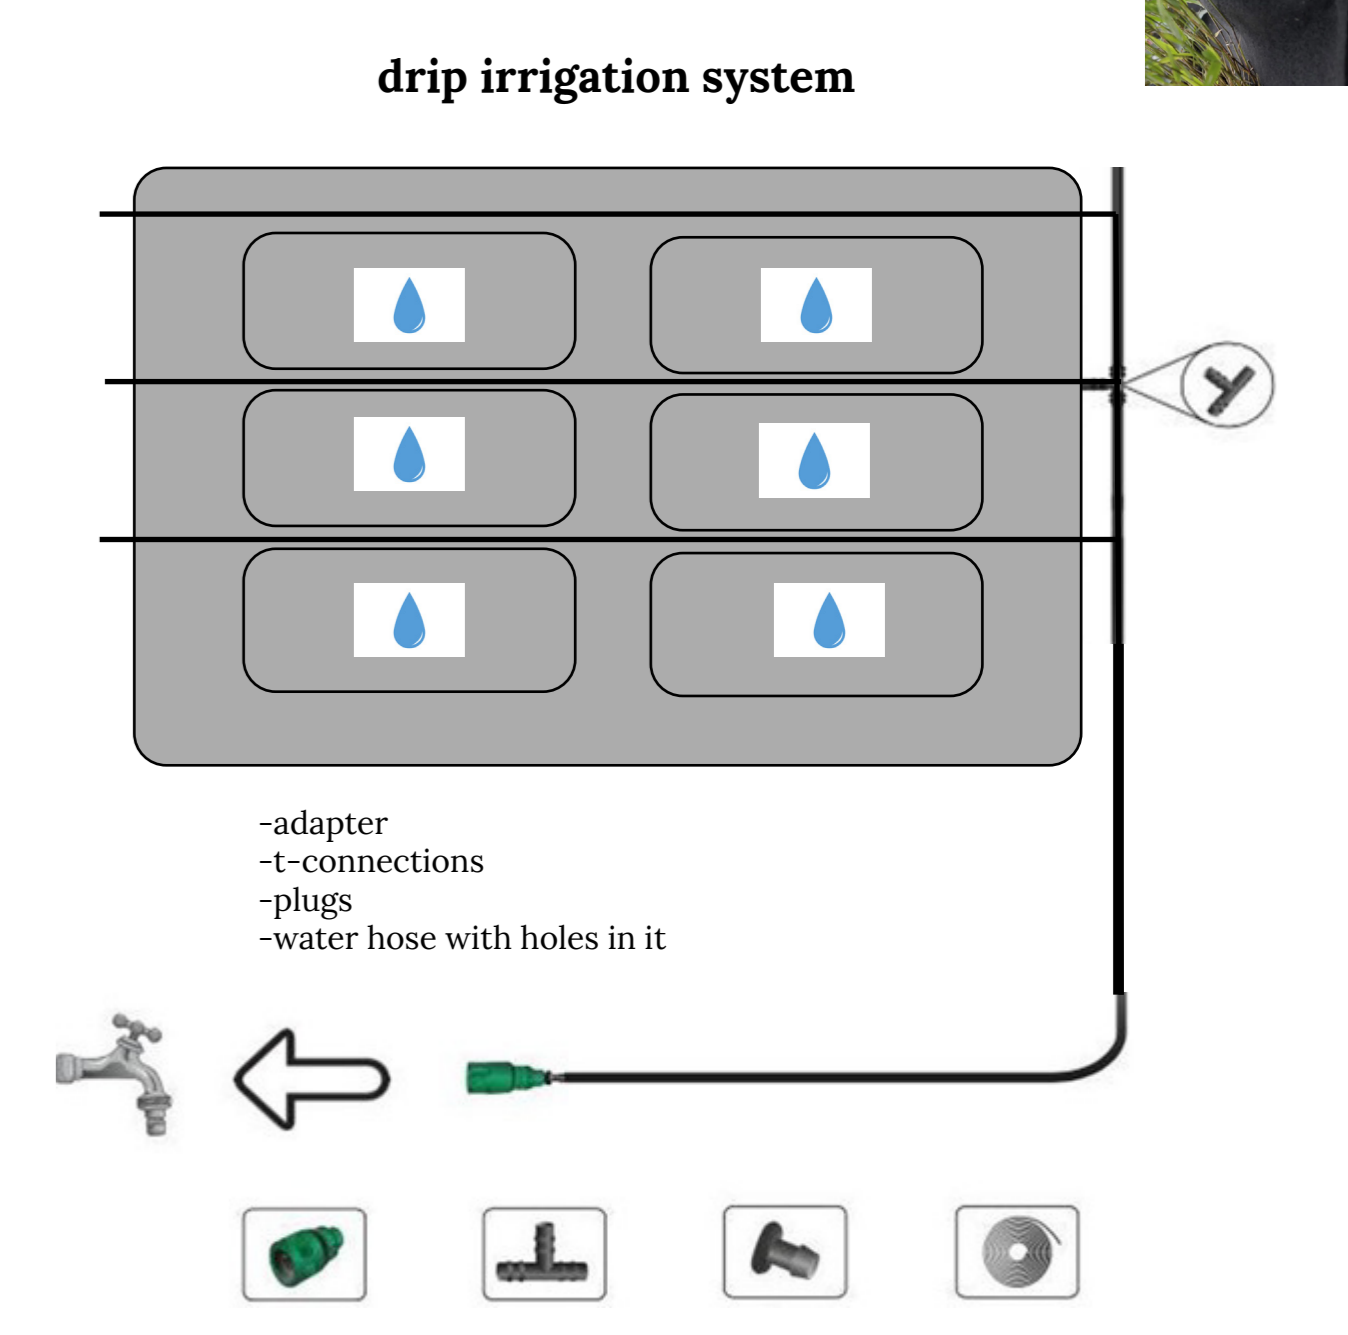 drip irrigation system
-adapter
-t-connections
-plugs
-water hose with holes in it